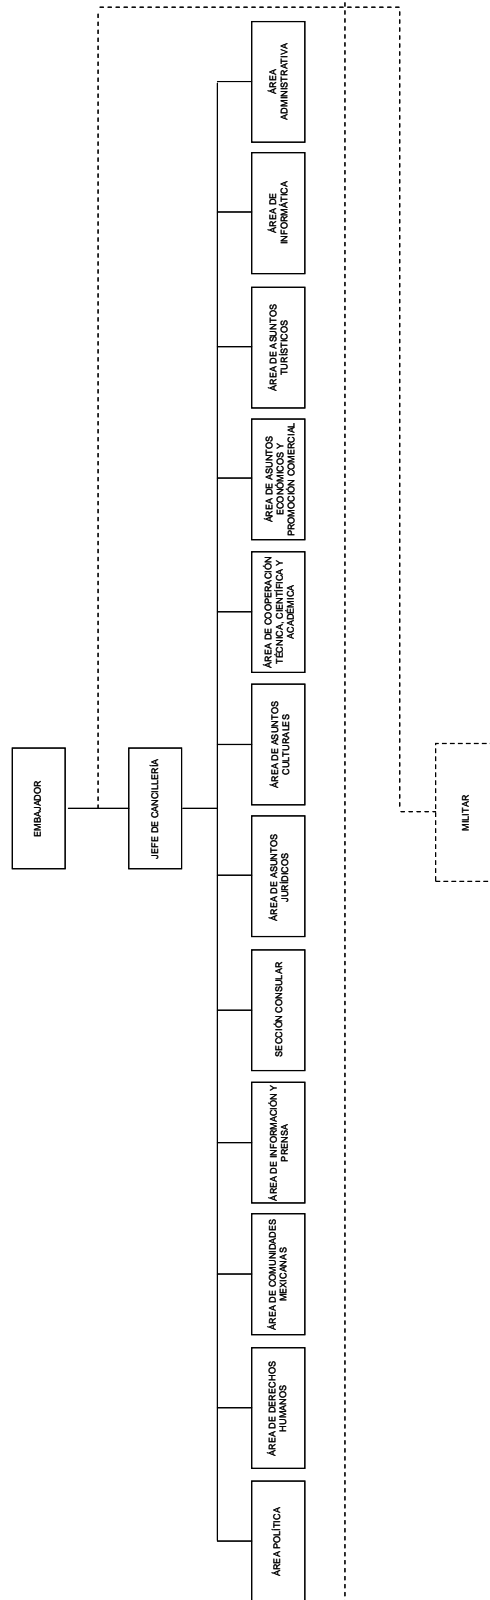 EMBAJADOR
JEFE DE CANCILLERÍA
ÁREA POLÍTICA
ÁREA DE DERECHOS
HUMANOS
ÁREA DE COMUNIDADES
MEXICANAS
ÁREA DE INFORMACIÓN Y
PRENSA
SECCIÓN CONSULAR
ÁREA DE ASUNTOS
JURÍDICOS
ÁREA DE ASUNTOS
CULTURALES
ÁREA DE COOPERACIÓN
TÉCNICA, CIENTÍFICA Y
ACADÉMICA
ÁREA DE ASUNTOS
ECONÓMICOS Y
PROMOCIÓN COMERCIAL
ÁREA DE ASUNTOS
TURÍSTICOS
ÁREA DE
INFORMÁTICA
ÁREA
ADMINISTRATIVA
MILITAR